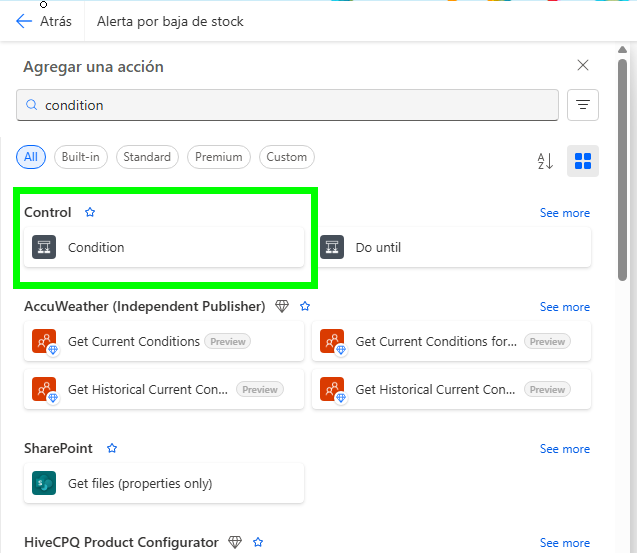 Atrás Alerta por baja de stock
Agregar una acción
condition
All Built-in Standard Premium Custom
Control See more
Condition Do until
AccuWeather (Independent Publisher) See more
Get Current Conditions Preview Get Current Conditions for... Preview
Get Historical Current Con... Preview Get Historical Current Con... Preview
SharePoint See more
Get files (properties only)
HiveCPQ Product Configurator See more